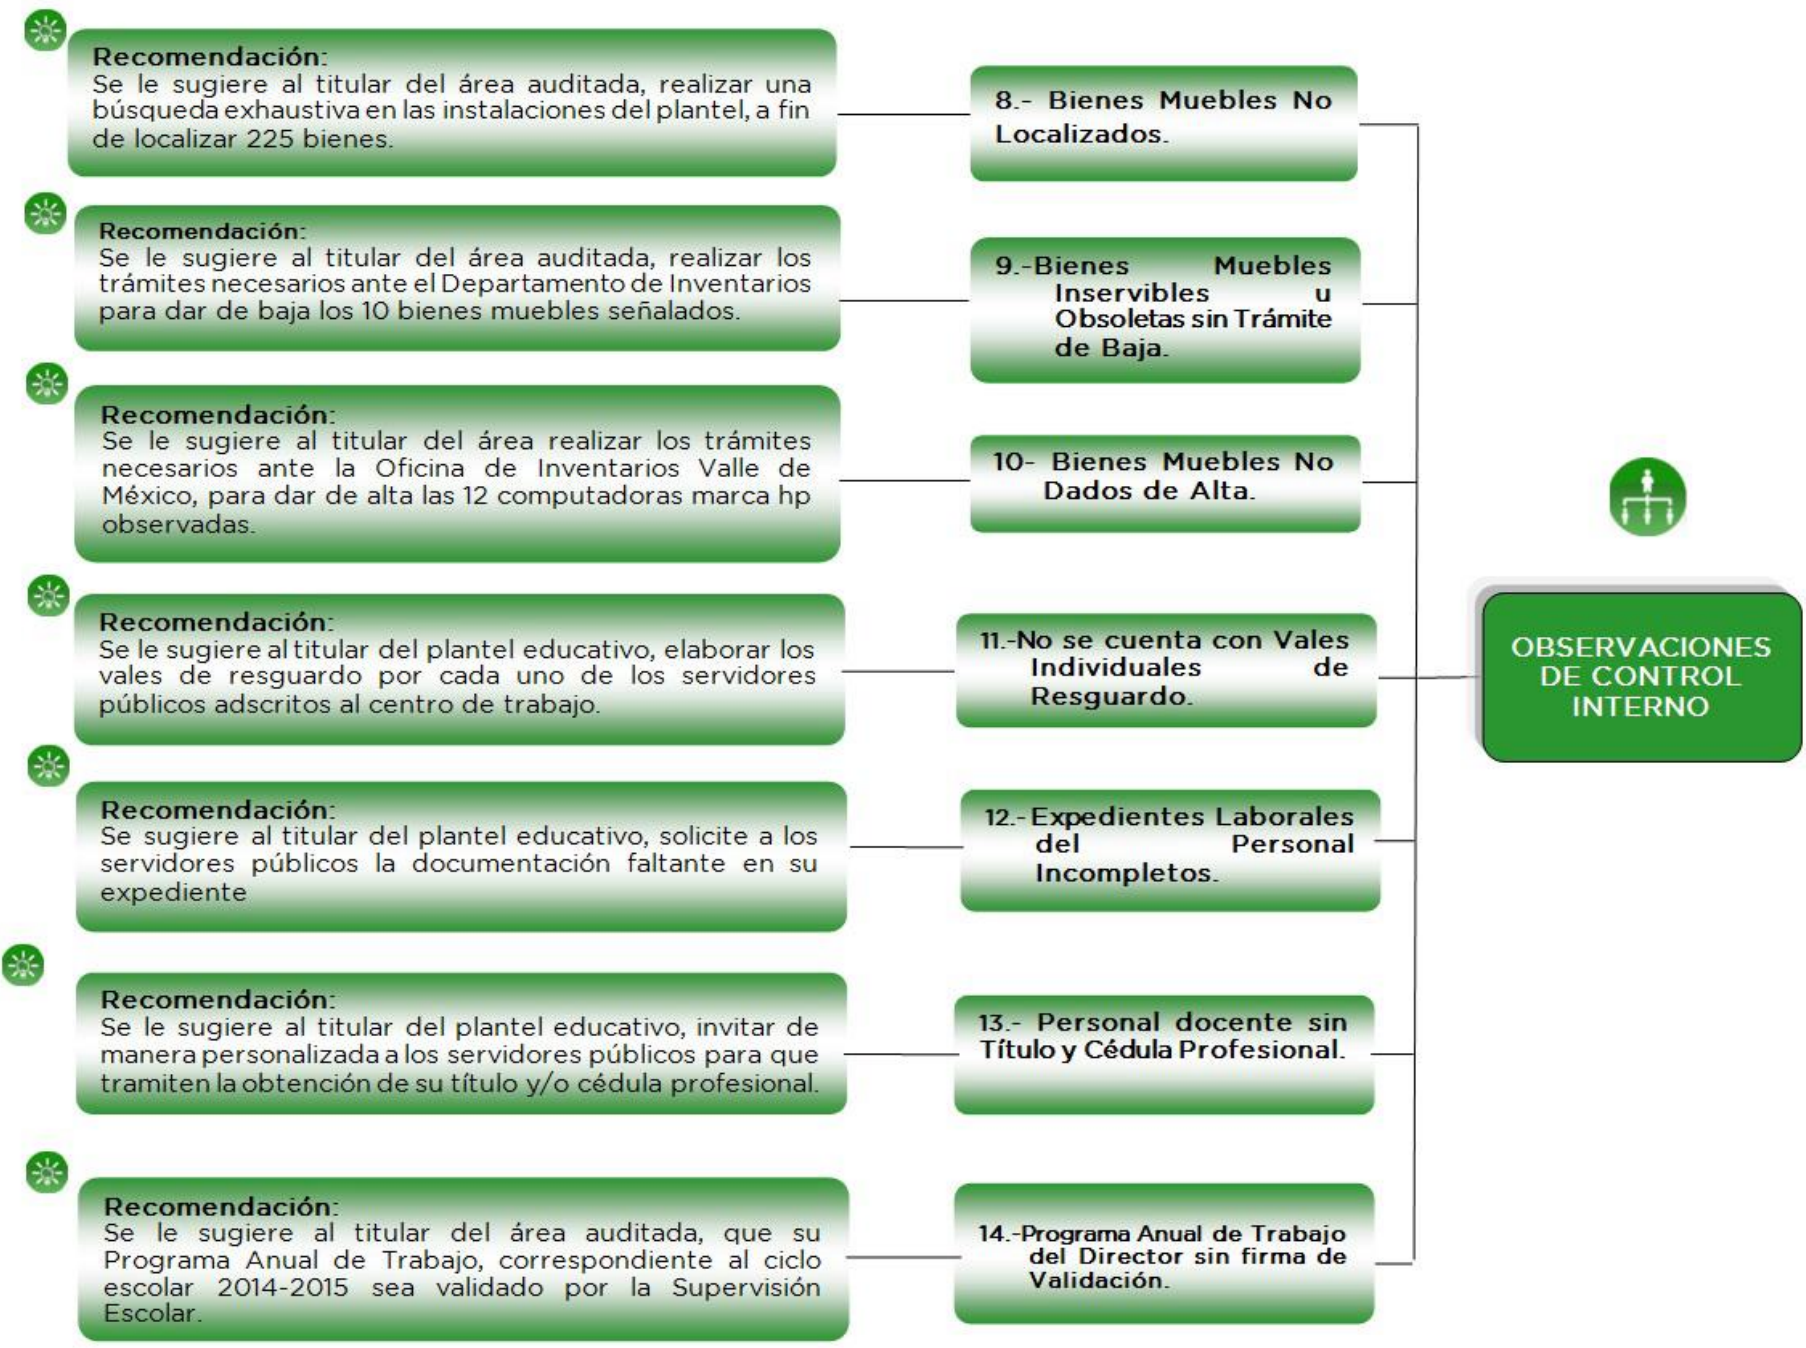 Recomendación:
Se le sugiere al titular del área auditada, realizar una
búsqueda exhaustiva en las instalaciones del plantel, a fin
de localizar 225 bienes.
8.- Bienes Muebles No
Localizados.
Recomendación:
Se le sugiere al titular del área auditada, realizar los
trámites necesarios ante el Departamento de Inventarios
para dar de baja los 10 bienes muebles señalados.
9.-Bienes Muebles
Inservibles u
Obsoletas sin Trámite
de Baja.
Recomendación:
Se le sugiere al titular del área realizar los trámites
necesarios ante la Oficina de Inventarios Valle de
México, para dar de alta las 12 computadoras marca hp
observadas.
10- Bienes Muebles No
Dados de Alta.
Recomendación:
Se le sugiere al titular del plantel educativo, elaborar los
vales de resguardo por cada uno de los servidores
públicos adscritos al centro de trabajo.
11.-No se cuenta con Vales
Individuales de
Resguardo.
OBSERVACIONES
DE CONTROL
INTERNO
Recomendación:
Se sugiere al titular del plantel educativo, solicite a los
servidores públicos la documentación faltante en su
expediente
12.-Expedientes Laborales
del Personal
Incompletos.
Recomendación:
Se le sugiere al titular del plantel educativo, invitar de
manera personalizada a los servidores públicos para que
tramiten la obtención de su título y/o cédula profesional.
13.- Personal docente sin
Título y Cédula Profesional.
Recomendación:
Se le sugiere al titular del área auditada, que su
Programa Anual de Trabajo, correspondiente al ciclo
escolar 2014-2015 sea validado por la Supervisión
Escolar.
14.-Programa Anual de Trabajo
del Director sin firma de
Validación.